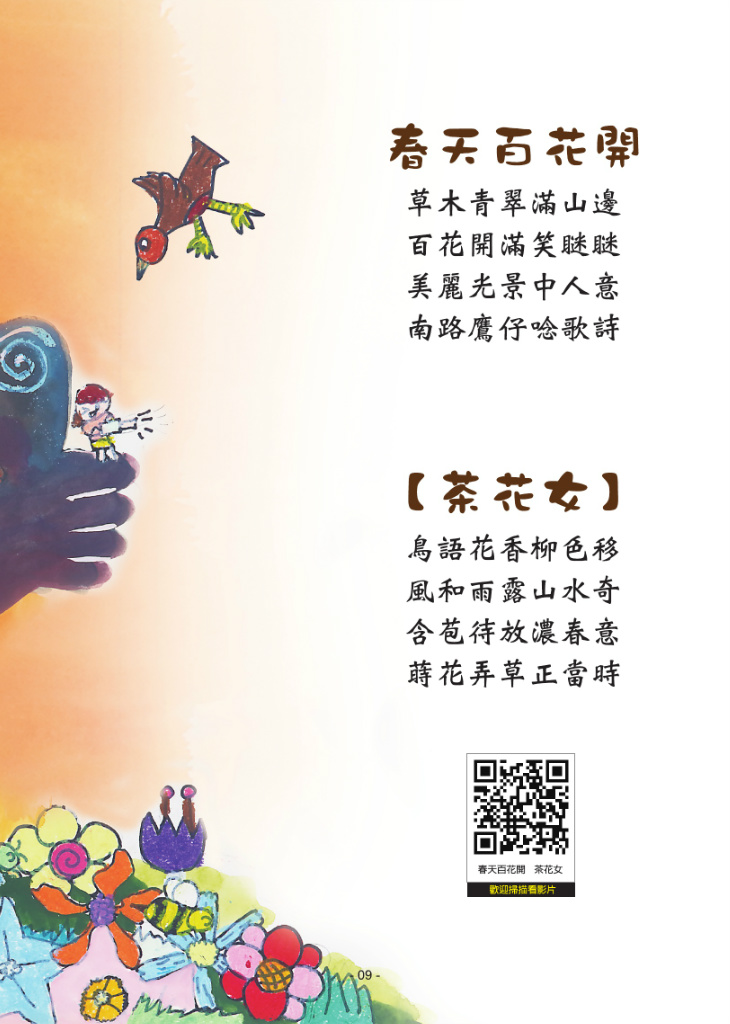 春天百花開
草木青翠滿山邊
百花開滿笑瞇瞇
美麗光景中人意
南路鷹仔唸歌詩
【茶花女】
鳥語花香柳色移
風和雨露山水奇
含苞待放濃春意
蒔花弄草正當時
春天百花開 茶花女
歡迎掃描看影片
- 09 -